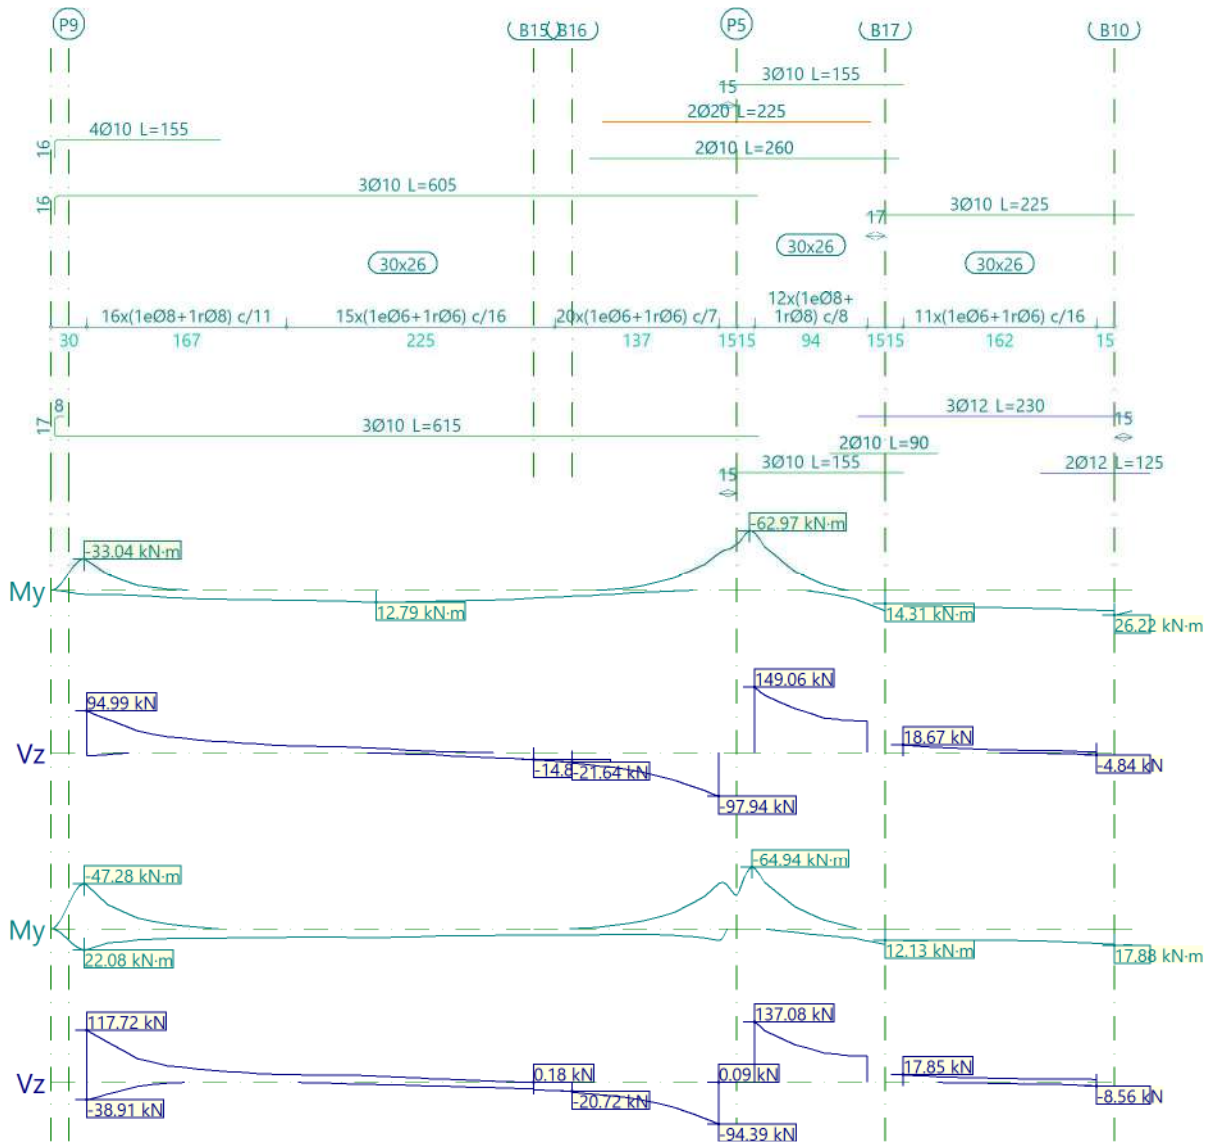 P9
B15
B16
P5
B17
B10
3Ø10 L=155
15
2Ø20 L=225
4Ø10 L=155
16
2Ø10 L=260
3Ø10 L=605
16
3Ø10 L=225
17
30x26
30x26
30x26
16x(1eØ8+1rØ8) c/11
15x(1eØ6+1rØ6) c/16
20x(1eØ6+1rØ6) c/7
12x(1eØ8+
1rØ8) c/8
11x(1eØ6+1rØ6) c/16
30
167
225
137
1515
94
1515
162
15
8
17
3Ø10 L=615
3Ø12 L=230
15
2Ø10 L=90
15
3Ø10 L=155
2Ø12 L=125
My
-33.04 kN·m
12.79 kN·m
-62.97 kN·m
14.31 kN·m
26.22 kN·m
Vz
94.99 kN
-14.8
-21.64 kN
-97.94 kN
149.06 kN
18.67 kN
-4.84 kN
My
-47.28 kN·m
22.08 kN·m
-64.94 kN·m
12.13 kN·m
17.88 kN·m
Vz
117.72 kN
-38.91 kN
0.18 kN
-20.72 kN
0.09 kN
-94.39 kN
137.08 kN
17.85 kN
-8.56 kN